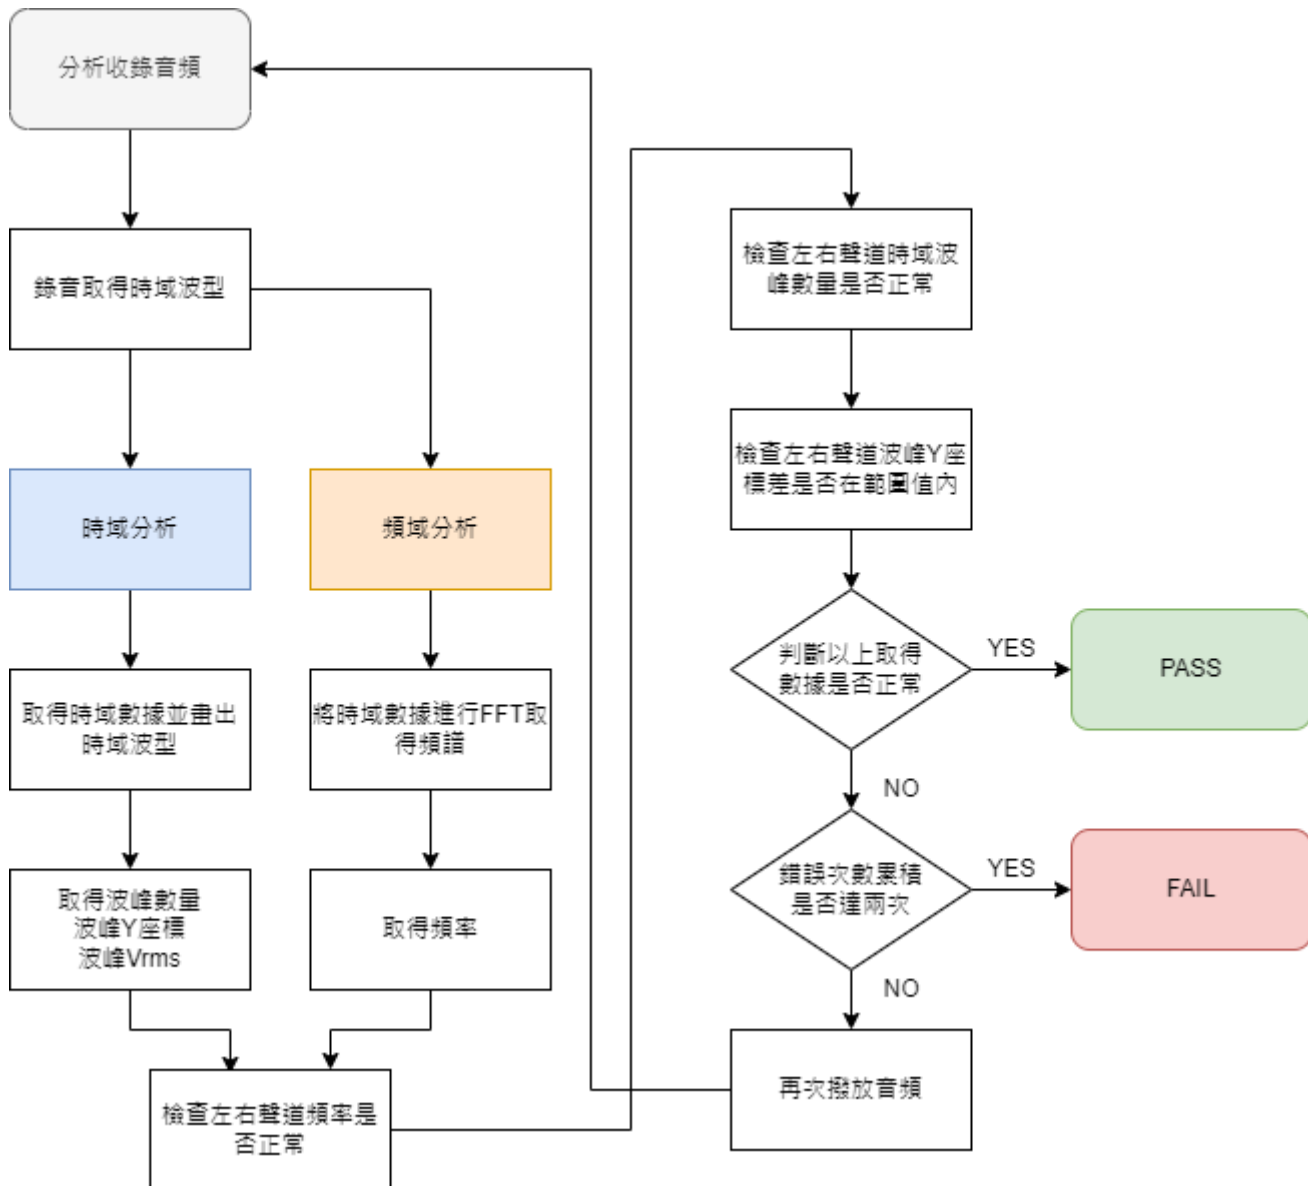 分析收錄音頻
錄音取得時域波型
時域分析
頻域分析
取得時域數據並畫出
時域波型
將時域數據進行FFT取
得頻譜
取得波峰數量
波峰Y座標
波峰Vrms
取得頻率
檢查左右聲道頻率是
否正常
檢查左右聲道時域波
峰數量是否正常
檢查左右聲道波峰Y座
標差是否在範圍值內
判斷以上取得
數據是否正常
YES
PASS
NO
錯誤次數累積
是否達兩次
YES
FAIL
NO
再次撥放音頻